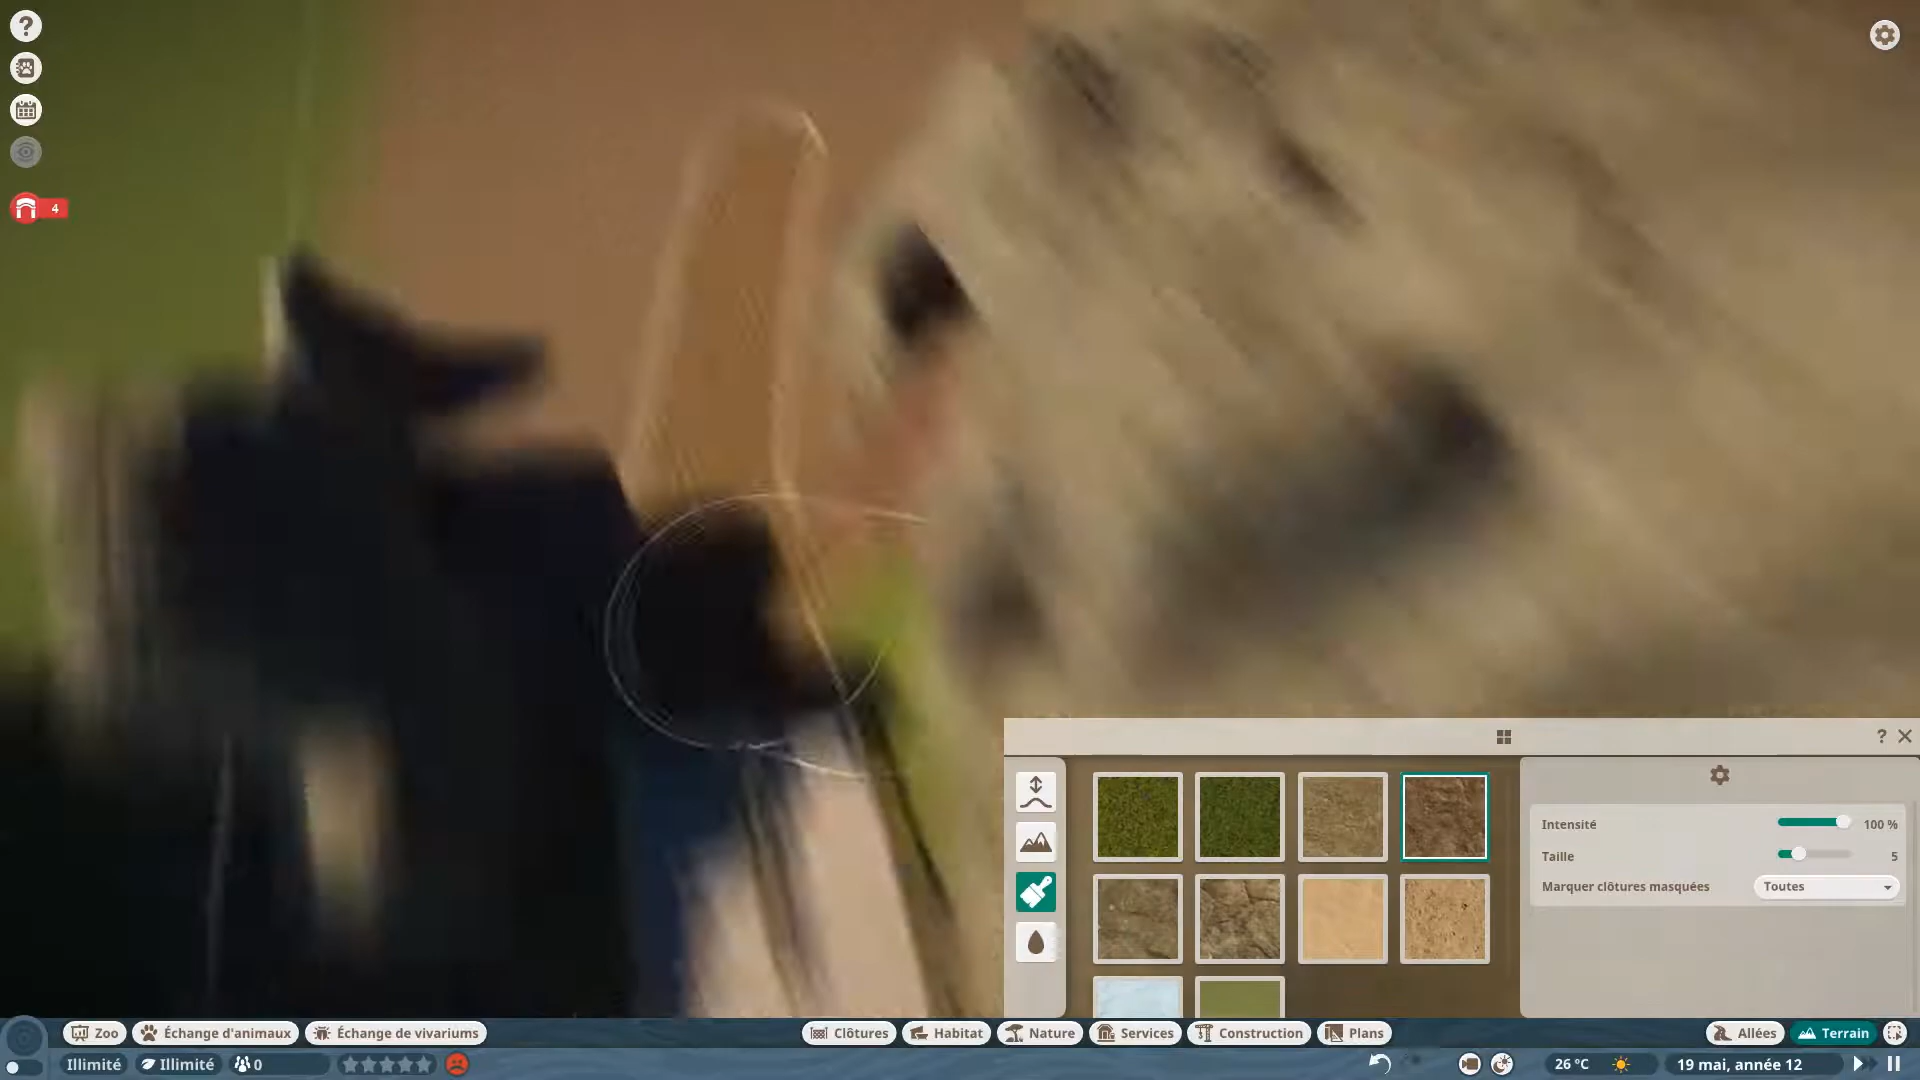 ?
4
? ×
Intensité 100 %
Taille 5
Marquer clôtures masquées Toutes
Zoo Échange d'animaux Échange de vivariums Clôtures Habitat Nature Services Construction Plans Allées Terrain
Illimité Illimité 0 26 °C 19 mai, année 12